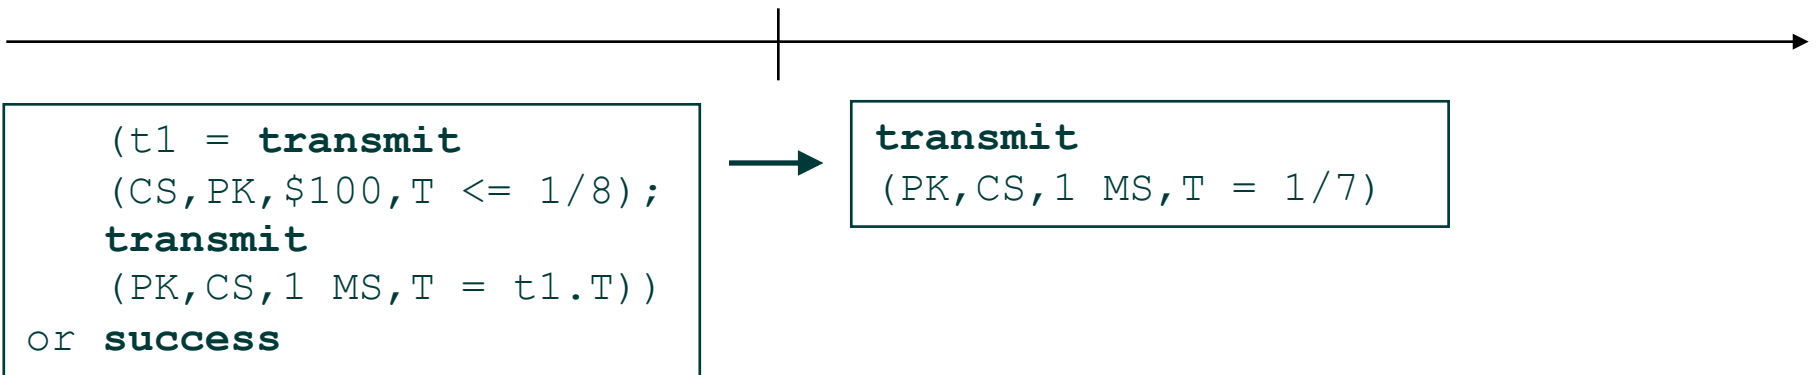 (t1 = transmit
(CS,PK,$100,T <= 1/8);
transmit
(PK,CS,1 MS,T = t1.T))
or success
transmit
(PK,CS,1 MS,T = 1/7)